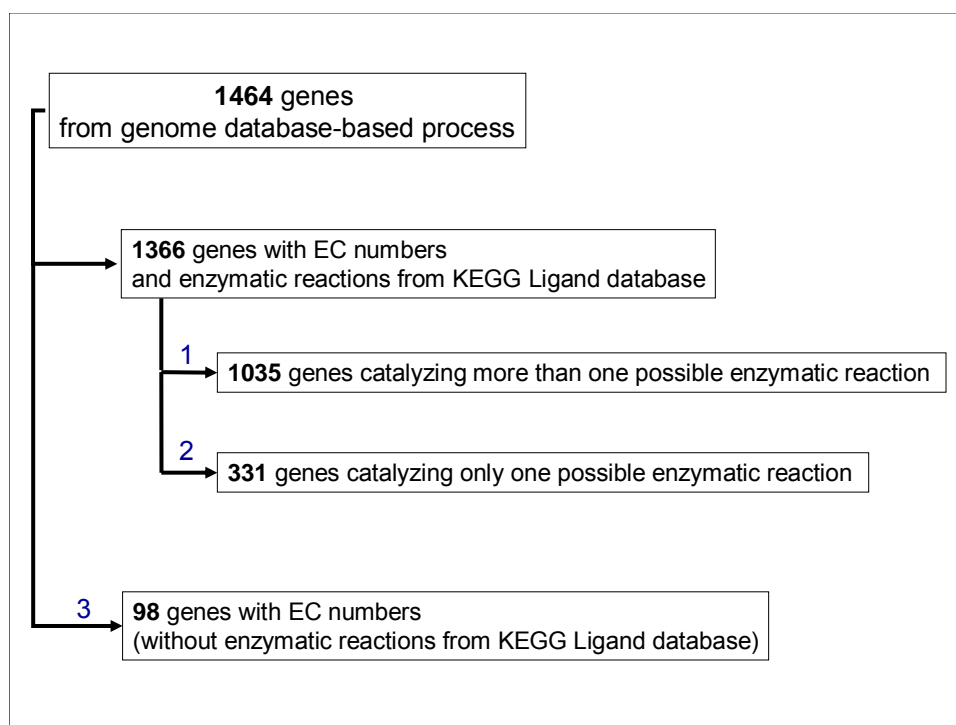 1464 genes
from genome database-based process
1366 genes with EC numbers
and enzymatic reactions from KEGG Ligand database
1
1035 genes catalyzing more than one possible enzymatic reaction
2
331 genes catalyzing only one possible enzymatic reaction
3
98 genes with EC numbers
(without enzymatic reactions from KEGG Ligand database)